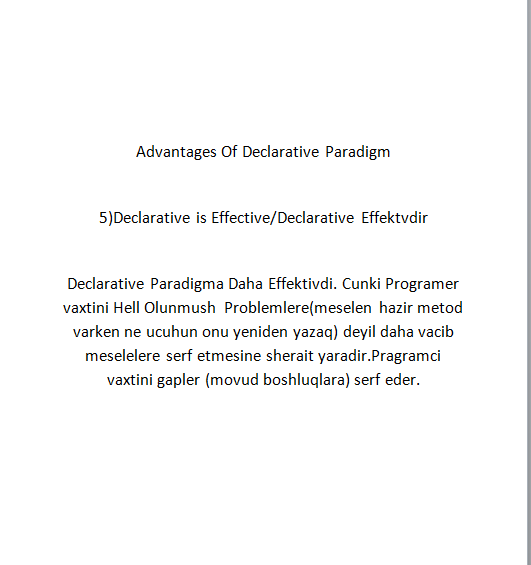 Advantages Of Declarative Paradigm
5)Declarative is Effective/Declarative Effektvdir
Declarative Paradigma Daha Effektivdi. Cunki Programer
vaxtini Hell Olunmush Problemlere(meselen hazir metod
varken ne ucuhun onu yeniden yazaq) deyil daha vacib
meselelere serf etmesine sherait yaradir.Pragramci
vaxtini gapler (movud boshluqlara) serf eder.